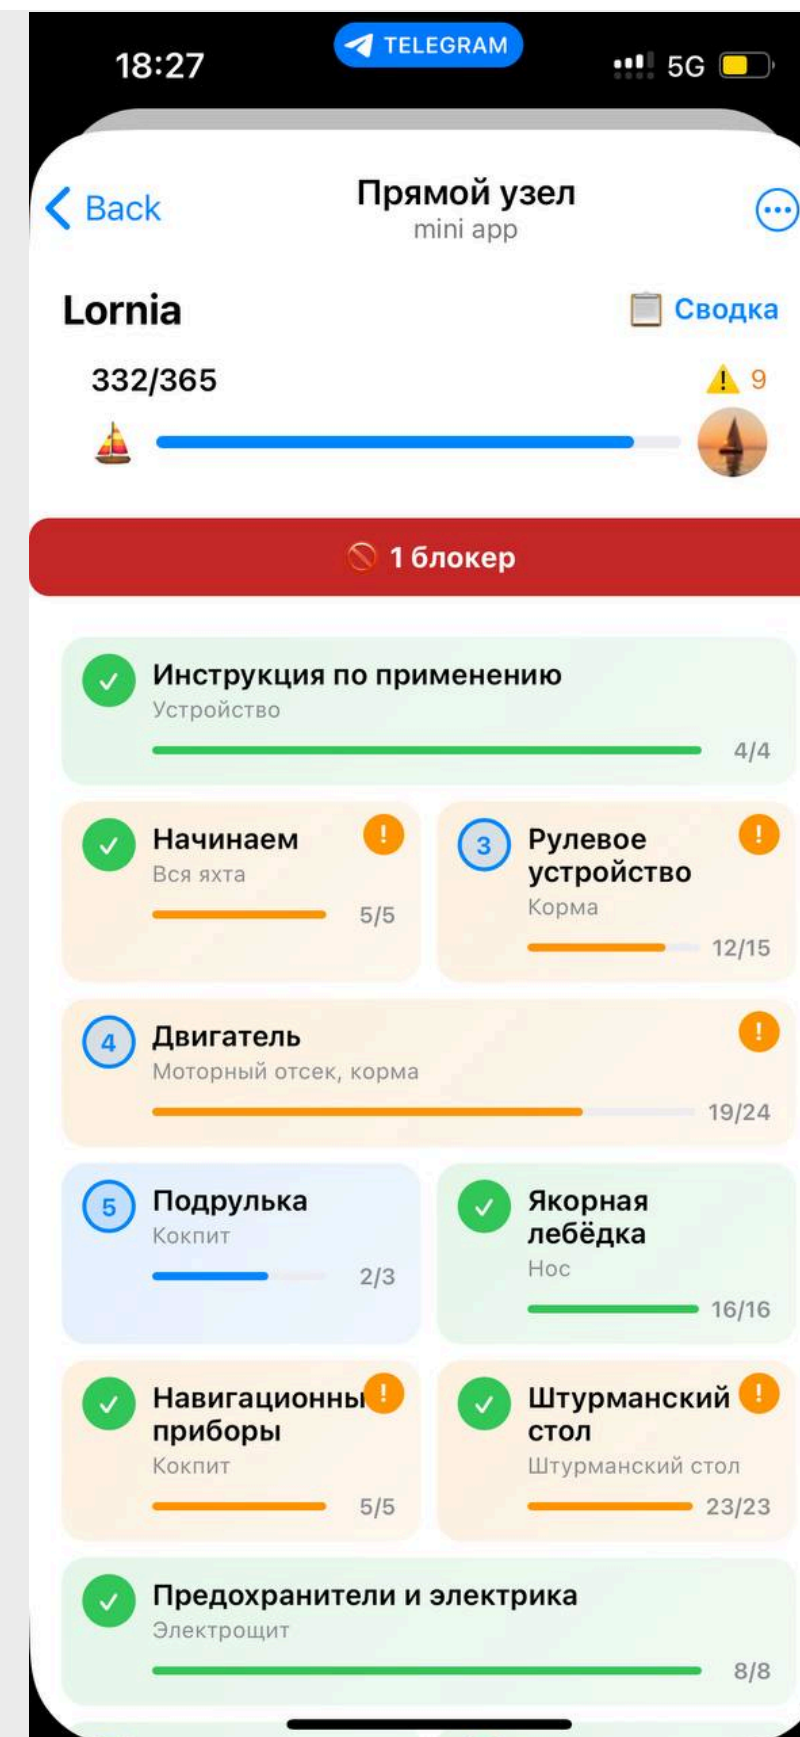 18:27
TELEGRAM
5G
Back
Прямой узел
mini app
Lornia
Сводка
332/365
9
1 блокер
Инструкция по применению
Устройство
4/4
Начинаем
Вся яхта
5/5
3
Рулевое
устройство
Корма
12/15
4
Двигатель
Моторный отсек, корма
19/24
5
Подрулька
Кокпит
2/3
Якорная
лебёдка
Нос
16/16
Навигационны
приборы
Кокпит
5/5
Штурманский
стол
Штурманский стол
23/23
Предохранители и электрика
Электрощит
8/8